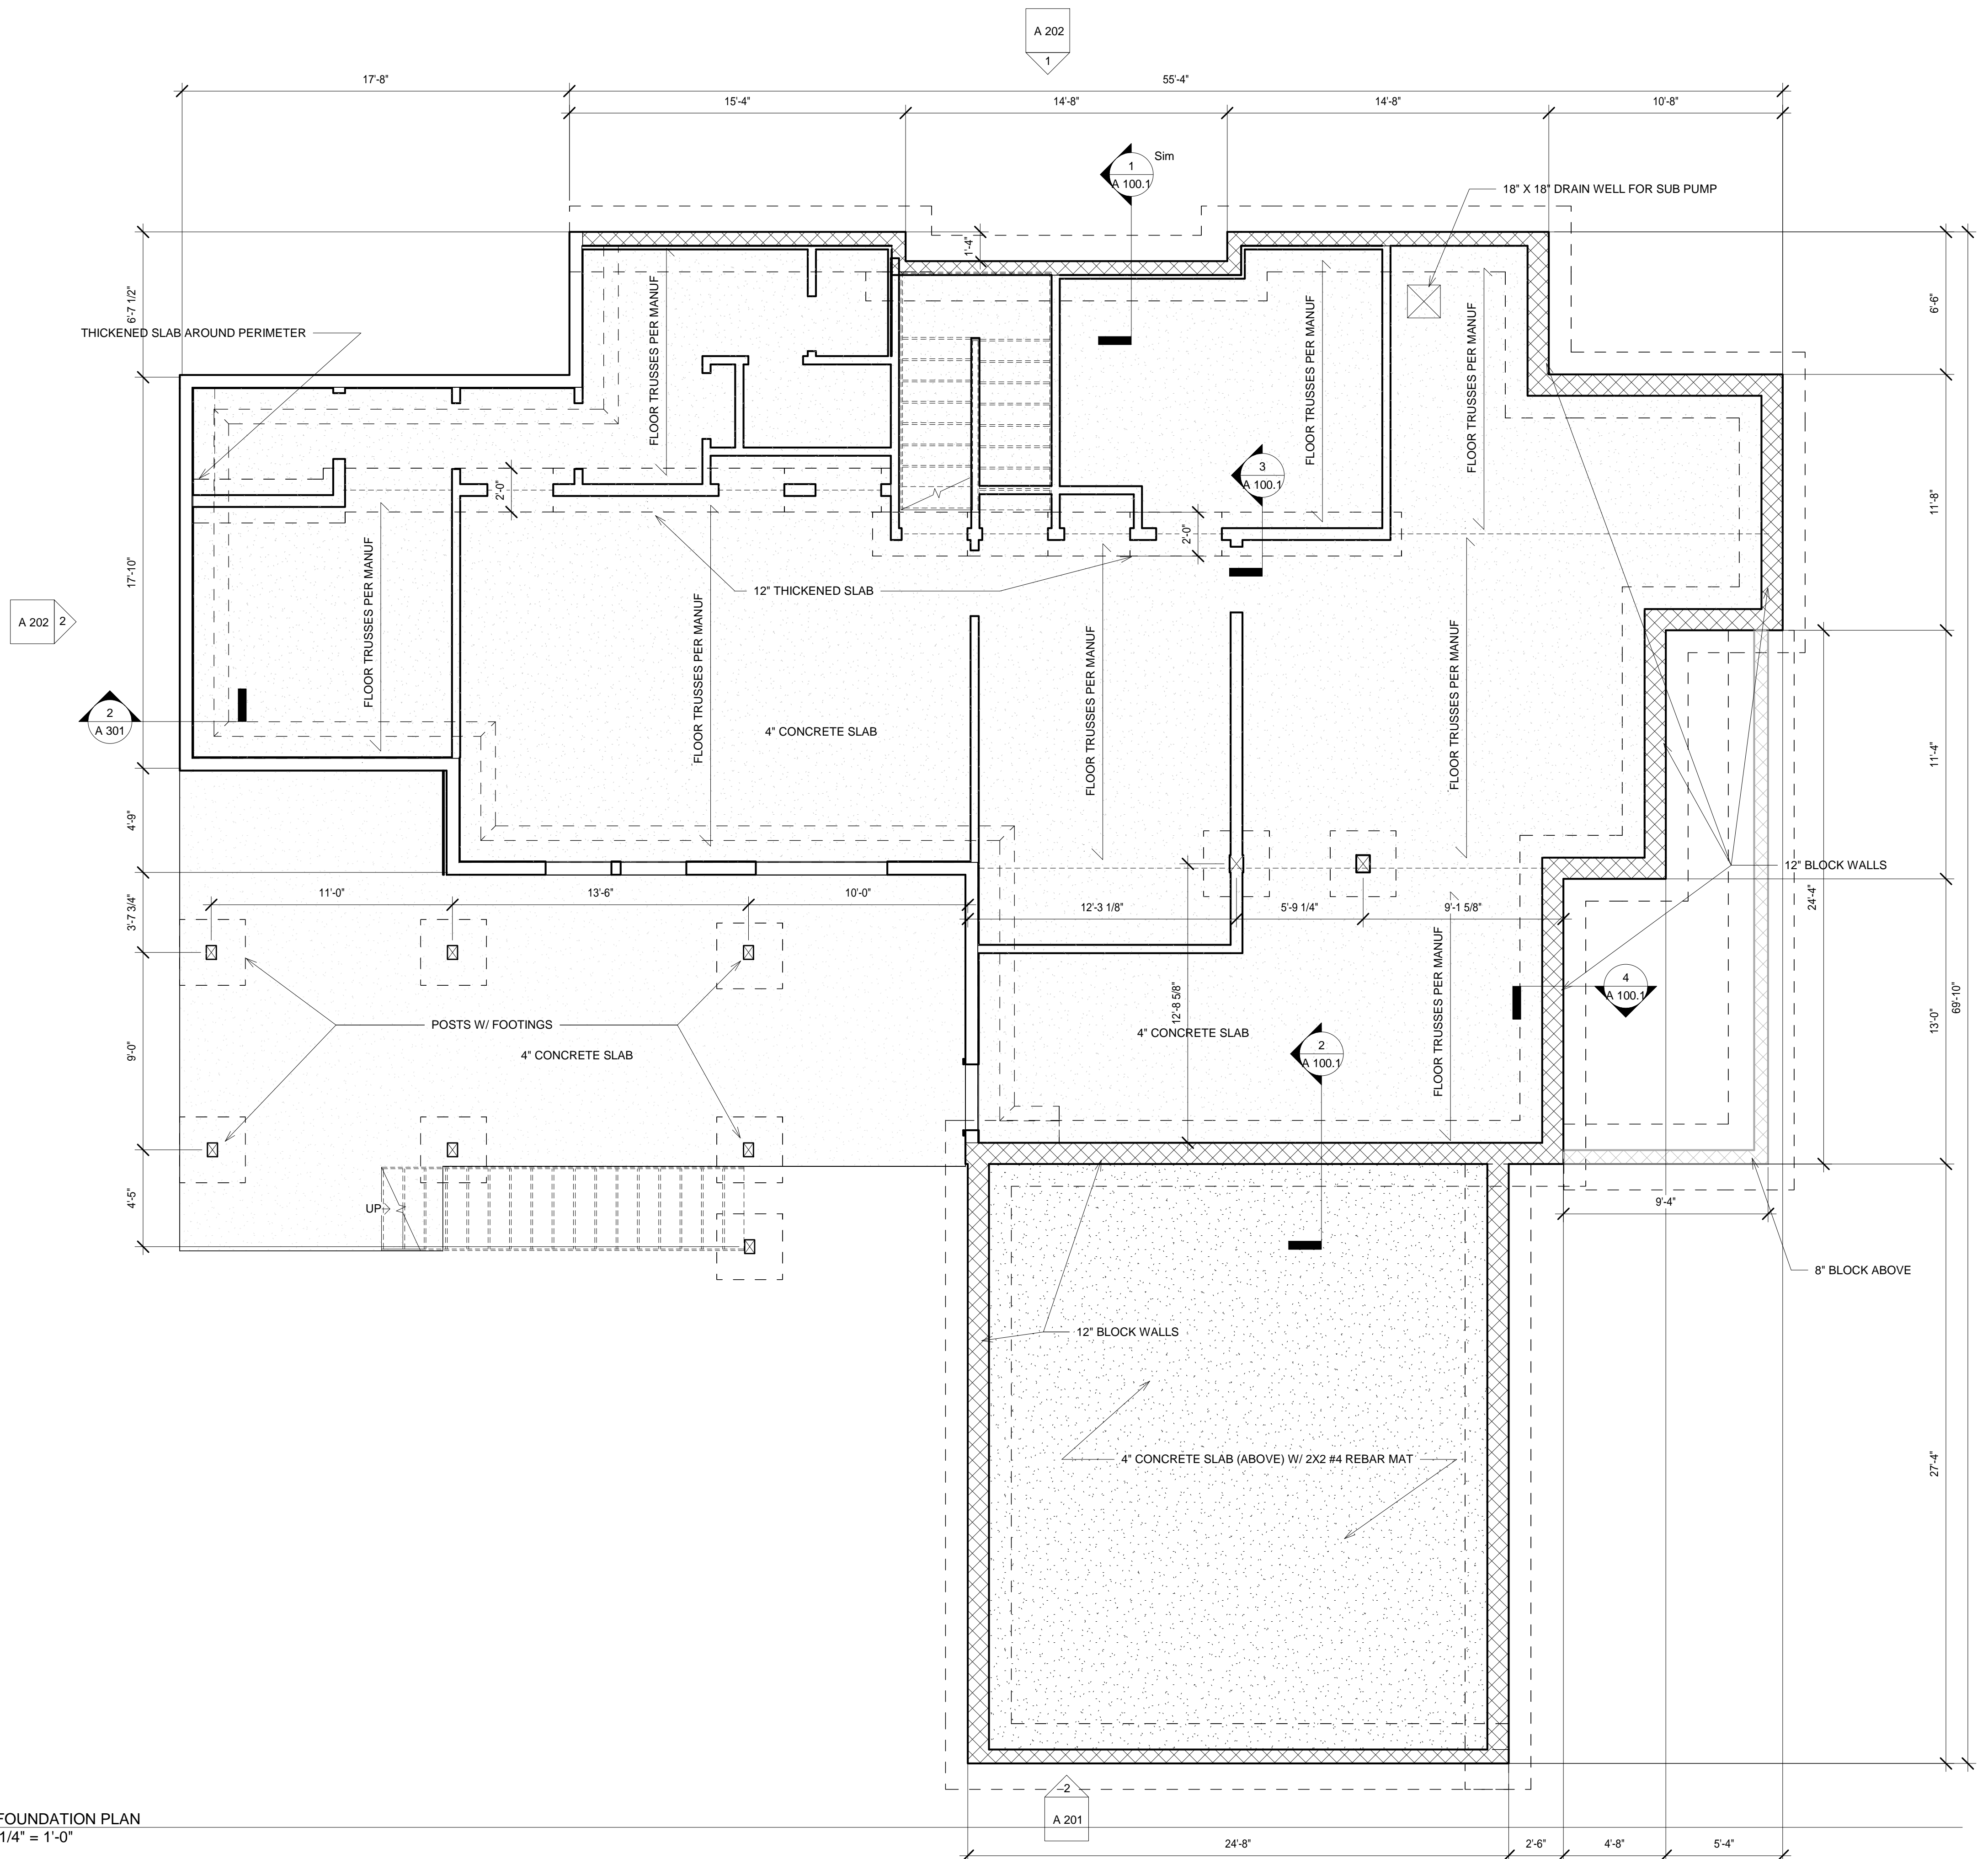 A 202
1
17'-8"
55'-4"
15'-4"
14'-8"
14'-8"
10'-8"
1
A 100.1
Sim
18" X 18" DRAIN WELL FOR SUB PUMP
1'-4"
6'-7 1/2"
6'-6"
THICKENED SLAB AROUND PERIMETER
FLOOR TRUSSES PER MANUF
FLOOR TRUSSES PER MANUF
FLOOR TRUSSES PER MANUF
3
A 100.1
2'-0"
2'-0"
11'-8"
17'-10"
12" THICKENED SLAB
A 202
2
FLOOR TRUSSES PER MANUF
FLOOR TRUSSES PER MANUF
FLOOR TRUSSES PER MANUF
FLOOR TRUSSES PER MANUF
2
A 301
4" CONCRETE SLAB
11'-4"
4'-9"
12" BLOCK WALLS
24'-4"
3'-7 3/4"
11'-0"
13'-6"
10'-0"
12'-3 1/8"
5'-9 1/4"
9'-1 5/8"
FLOOR TRUSSES PER MANUF
4
A 100.1
12'-8 5/8"
69'-10"
13'-0"
POSTS W/ FOOTINGS
4" CONCRETE SLAB
4" CONCRETE SLAB
2
A 100.1
9'-0"
4'-5"
UP
9'-4"
8" BLOCK ABOVE
12" BLOCK WALLS
4" CONCRETE SLAB (ABOVE) W/ 2X2 #4 REBAR MAT
27'-4"
2
A 201
FOUNDATION PLAN
1/4" = 1'-0"
24'-8"
2'-6"
4'-8"
5'-4"